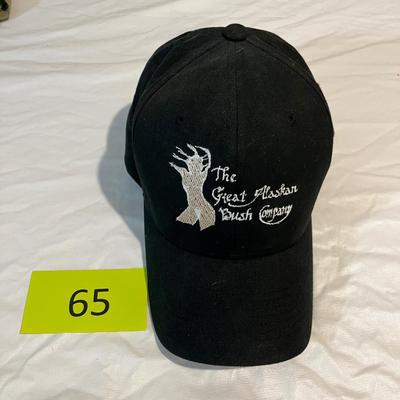 The
Great Alaskan
Bush Company
65